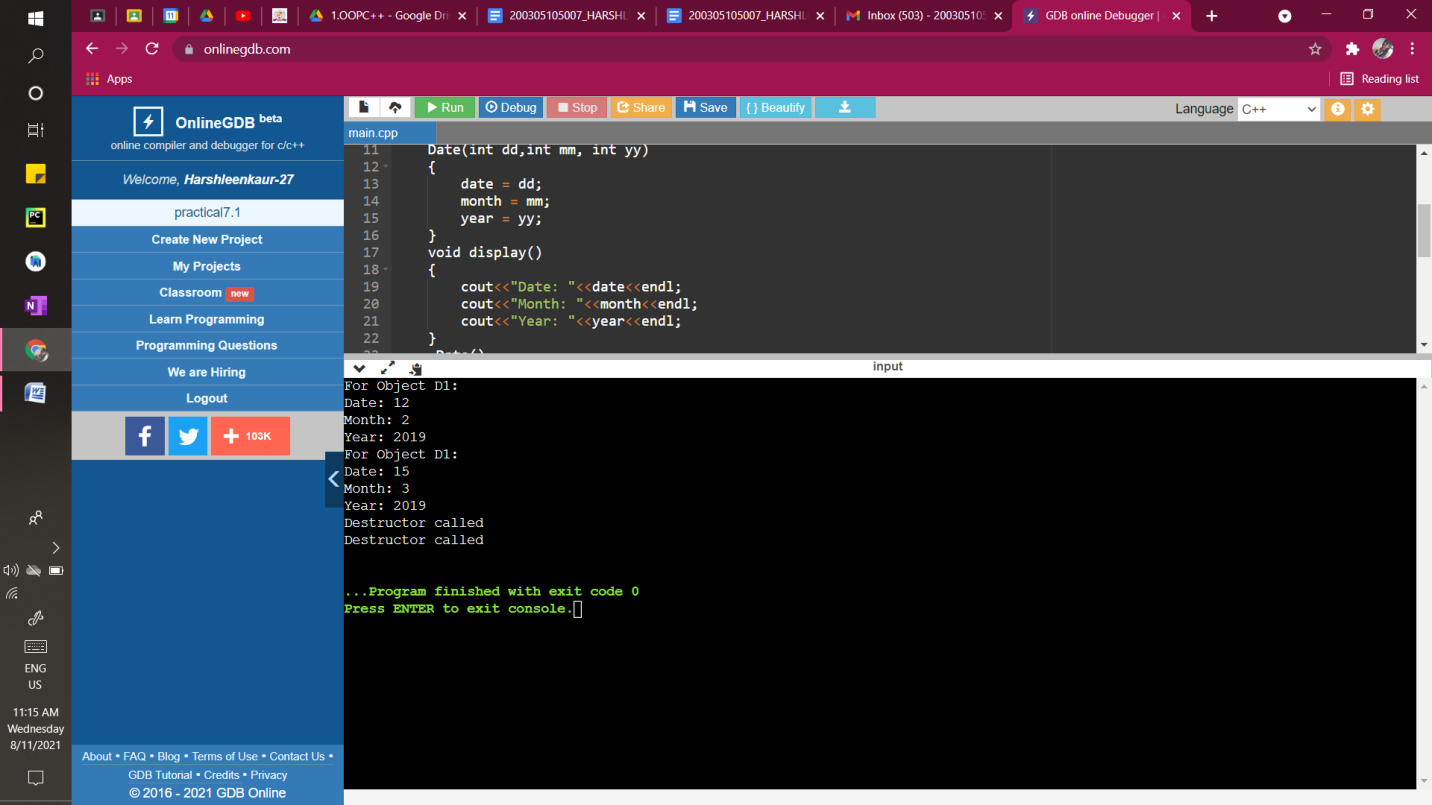 1.OOPC++ - Google Dri
200305105007_HARSHL
200305105007_HARSHL
Inbox (503) - 200305105
GDB online Debugger |
onlinegdb.com
Apps
Reading list
OnlineGDB beta
online compiler and debugger for c/c++
Welcome, Harshleenkaur-27
practical7.1
Create New Project
My Projects
Classroom new
Learn Programming
Programming Questions
We are Hiring
Logout
103K
Run
Debug
Stop
Share
Save
{ } Beautify
Language C++
main.cpp
11 Date(int dd,int mm, int yy)
12 {
13 date = dd;
14 month = mm;
15 year = yy;
16 }
17 void display()
18 {
19 cout<<"Date: "<<date<<endl;
20 cout<<"Month: "<<month<<endl;
21 cout<<"Year: "<<year<<endl;
22 }
input
For Object D1:
Date: 12
Month: 2
Year: 2019
For Object D1:
Date: 15
Month: 3
Year: 2019
Destructor called
Destructor called
...Program finished with exit code 0
Press ENTER to exit console.
ENG
US
11:15 AM
Wednesday
8/11/2021
About • FAQ • Blog • Terms of Use • Contact Us •
GDB Tutorial • Credits • Privacy
© 2016 - 2021 GDB Online